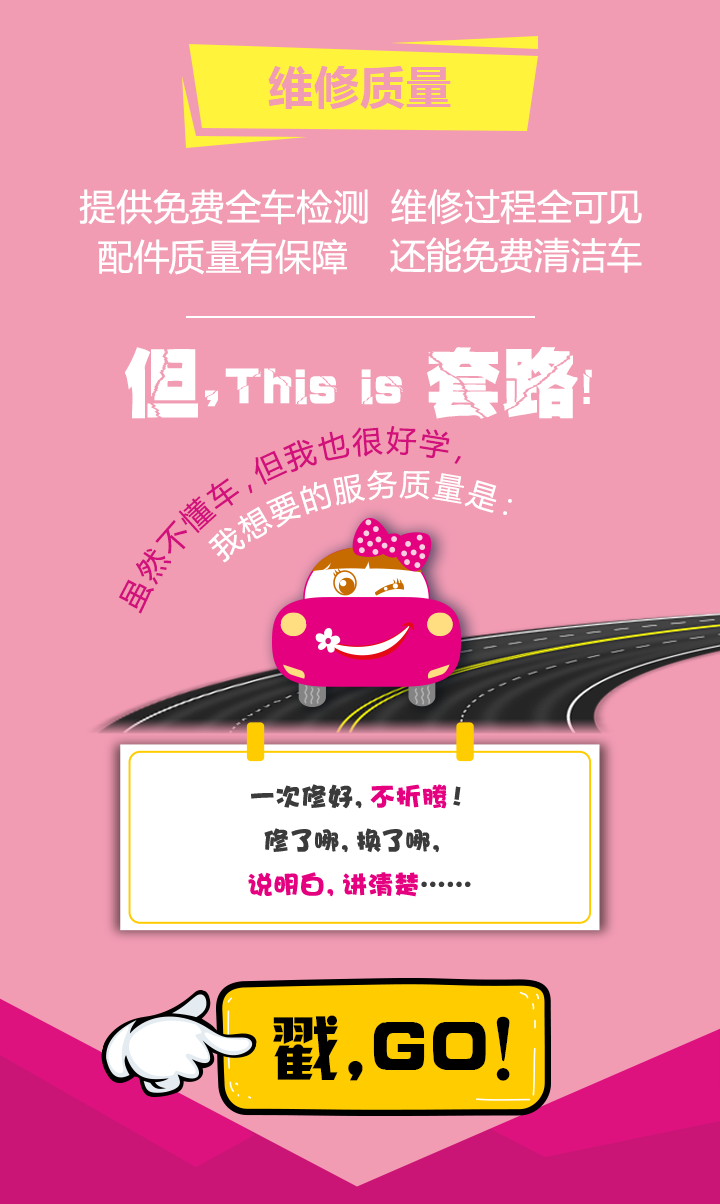 维修质量
提供免费全车检测 维修过程全可见
配件质量有保障 还能免费清洁车
但,This is 套路!
虽然不懂车,但我也很好学,
我想要的服务质量是:
一次修好,不折腾!
修了哪,换了哪,
说明白,讲清楚……
戳,GO!